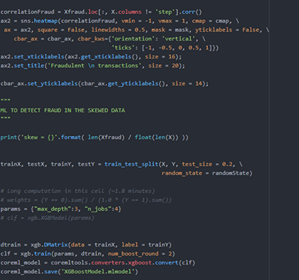 correlationFraud = Xfraud.loc[:, X.columns != 'step'].corr()
ax2 = sns.heatmap(correlationFraud, vmin = -1, vmax = 1, cmap = cmap, \
ax = ax2, square = False, linewidths = 0.5, mask = mask, yticklabels = False, \
cbar_ax = cbar_ax, cbar_kws={'orientation': 'vertical', \
'ticks': [-1, -0.5, 0, 0.5, 1]})
ax2.set_xticklabels(ax2.get_xticklabels(), size = 16);
ax2.set_title('Fraudulent \n transactions', size = 20);
cbar_ax.set_yticklabels(cbar_ax.get_yticklabels(), size = 14);
"""
ML TO DETECT FRAUD IN THE SKEWED DATA
"""
print('skew = {}'.format( len(Xfraud) / float(len(X)) ))
trainX, testX, trainY, testY = train_test_split(X, Y, test_size = 0.2, \
random_state = randomState)
# Long computation in this cell (~1.8 minutes)
# weights = (Y == 0).sum() / (1.0 * (Y == 1).sum())
params = {"max_depth":3, "n_jobs":4}
# clf = xgb.XGBModel(params)
dtrain = xgb.DMatrix(data = trainX, label = trainY)
clf = xgb.train(params, dtrain, num_boost_round = 2)
coreml_model = coremltools.converters.xgboost.convert(clf)
coreml_model.save('XGBoostModel.mlmodel')